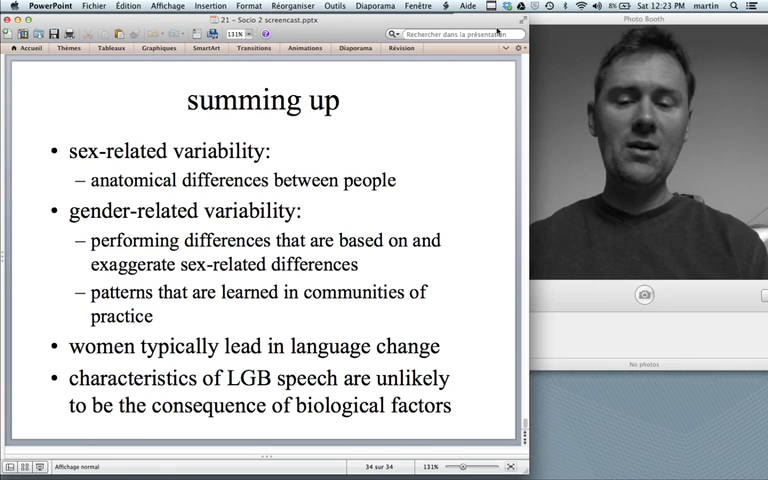 PowerPoint Fichier Édition Affichage Insertion Format Réorganiser Outils Diaporama Fenêtre Aide 8% Sat 12:23 PM martin
21 – Socio 2 screencast.pptx
Photo Booth
131%
Rechercher dans la présentation
Accueil Thèmes Tableaux Graphiques SmartArt Transitions Animations Diaporama Révision
summing up
• sex-related variability:
– anatomical differences between people
• gender-related variability:
– performing differences that are based on and
exaggerate sex-related differences
– patterns that are learned in communities of
practice
• women typically lead in language change
• characteristics of LGB speech are unlikely
to be the consequence of biological factors
No photos
Affichage normal 34 sur 34 131%